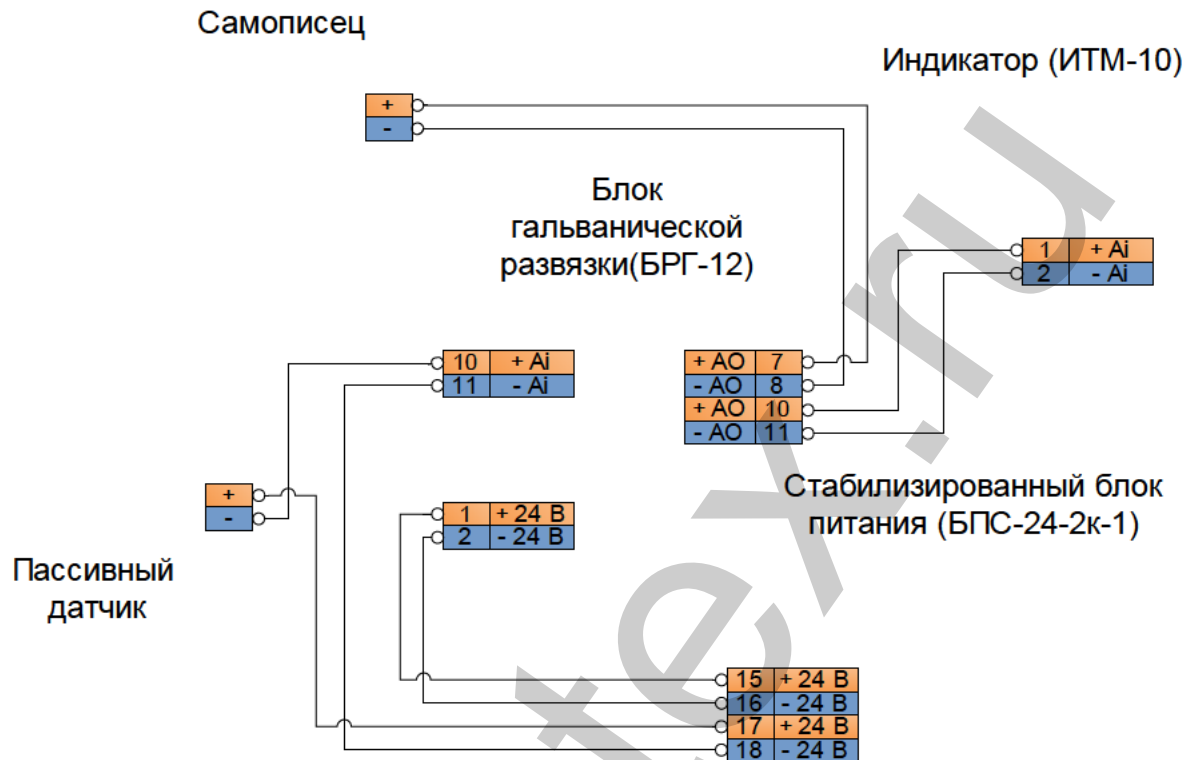 Самописец
Индикатор (ИТМ-10)
+
-
Блок
гальванической
развязки(БРГ-12)
1 + Ai
2 - Ai
10 + Ai
11 - Ai
+ AO 7
- AO 8
+ AO 10
- AO 11
+
-
1 + 24 В
2 - 24 В
Стабилизированный блок
питания (БПС-24-2к-1)
Пассивный
датчик
15 + 24 В
16 - 24 В
17 + 24 В
18 - 24 В
tex.ru